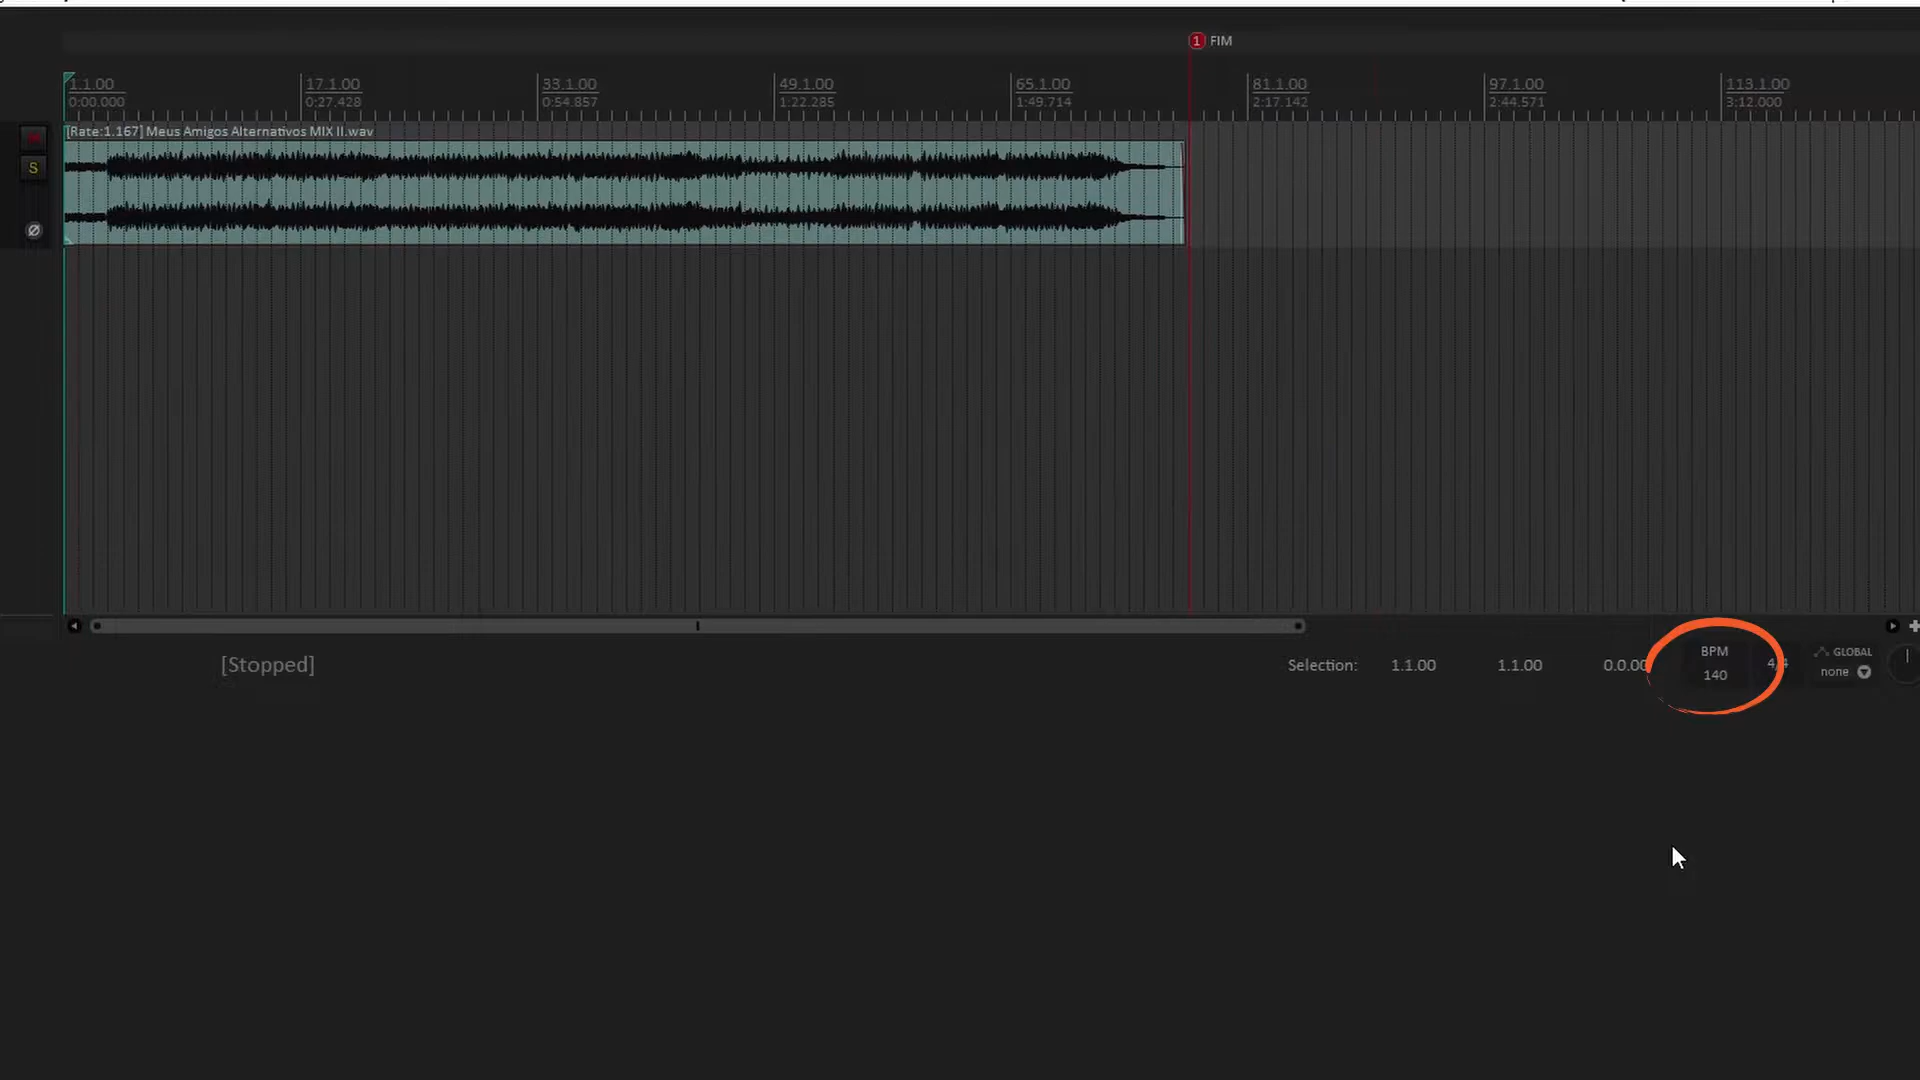 1 FIM
1.1.00 17.1.00 33.1.00 49.1.00 65.1.00 81.1.00 97.1.00 113.1.00
0:00.000 0:27.428 0:54.857 1:22.285 1:49.714 2:17.142 2:44.571 3:12.000
[Rate:1.167] Meus Amigos Alternativos MIX II.wav
S
[Stopped]
Selection: 1.1.00 1.1.00 0.0.00
BPM
140
4/4
GLOBAL
none